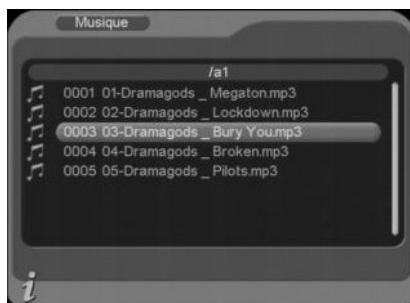 Musique
/a1
0001 01-Dramagods _ Megaton.mp3
0002 02-Dramagods _ Lockdown.mp3
0003 03-Dramagods _ Bury You.mp3
0004 04-Dramagods _ Broken.mp3
0005 05-Dramagods _ Pilots.mp3
i